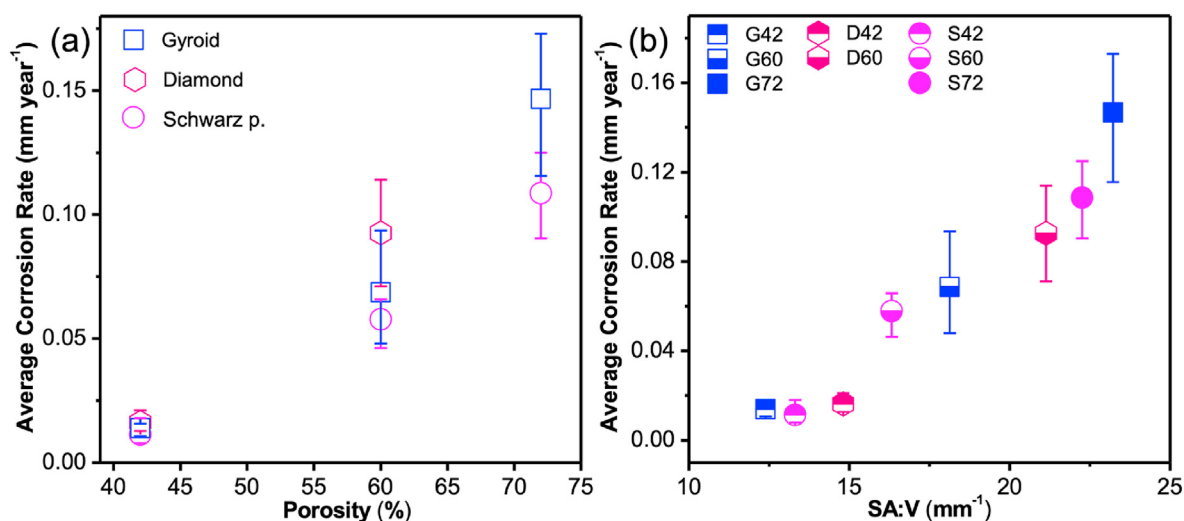 (a)
Gyroid
Diamond
Schwarz p.
Average Corrosion Rate (mm year-1)
0.15
0.10
0.05
0.00
40 45 50 55 60 65 70 75
Porosity (%)
(b)
G42 D42 S42
G60 D60 S60
G72 S72
Average Corrosion Rate (mm year-1)
0.16
0.12
0.08
0.04
0.00
10 15 20 25
SA:V (mm-1)